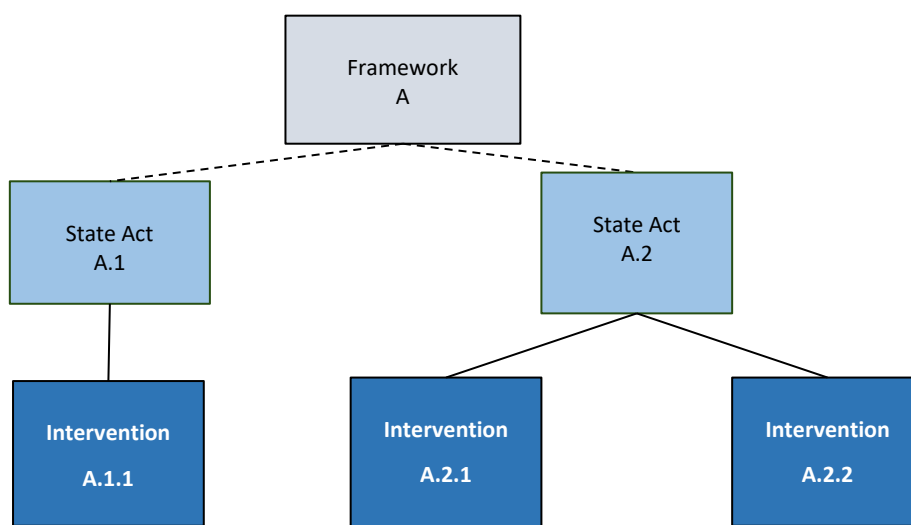 Framework
A
State Act
A.1
State Act
A.2
Intervention
A.1.1
Intervention
A.2.1
Intervention
A.2.2